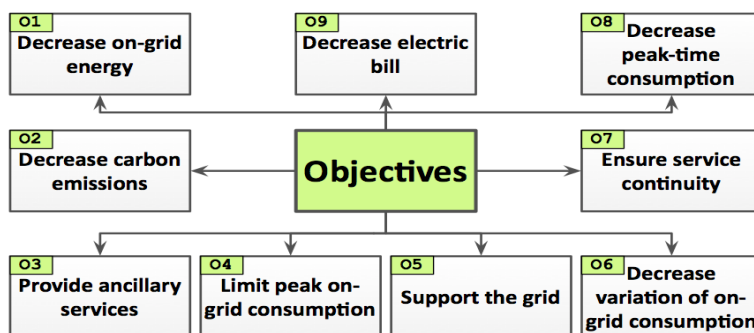 O1
Decrease on-grid
energy
O9
Decrease electric
bill
O8
Decrease
peak-time
consumption
O2
Decrease carbon
emissions
Objectives
O7
Ensure service
continuity
O3
Provide ancillary
services
O4
Limit peak on-
grid consumption
O5
Support the grid
O6
Decrease
variation of on-
grid consumption